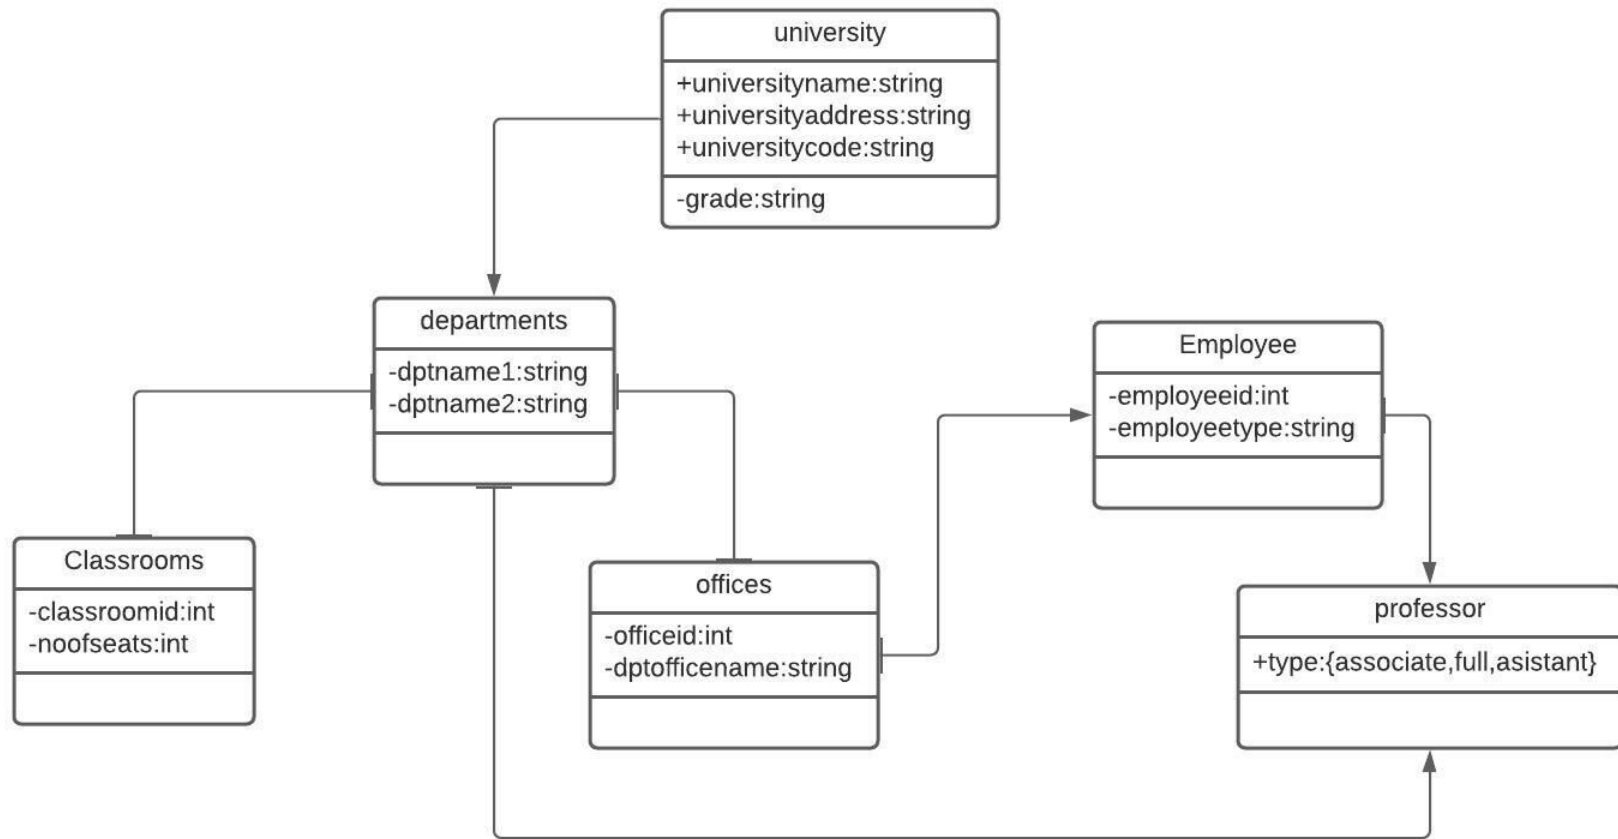 university
+universityname:string
+universityaddress:string
+universitycode:string
-grade:string
departments
-dptname1:string
-dptname2:string
Employee
-employeeid:int
-employeetype:string
Classrooms
-classroomid:int
-noofseats:int
offices
-officeid:int
-dptofficename:string
professor
+type:{associate,full,asistant}